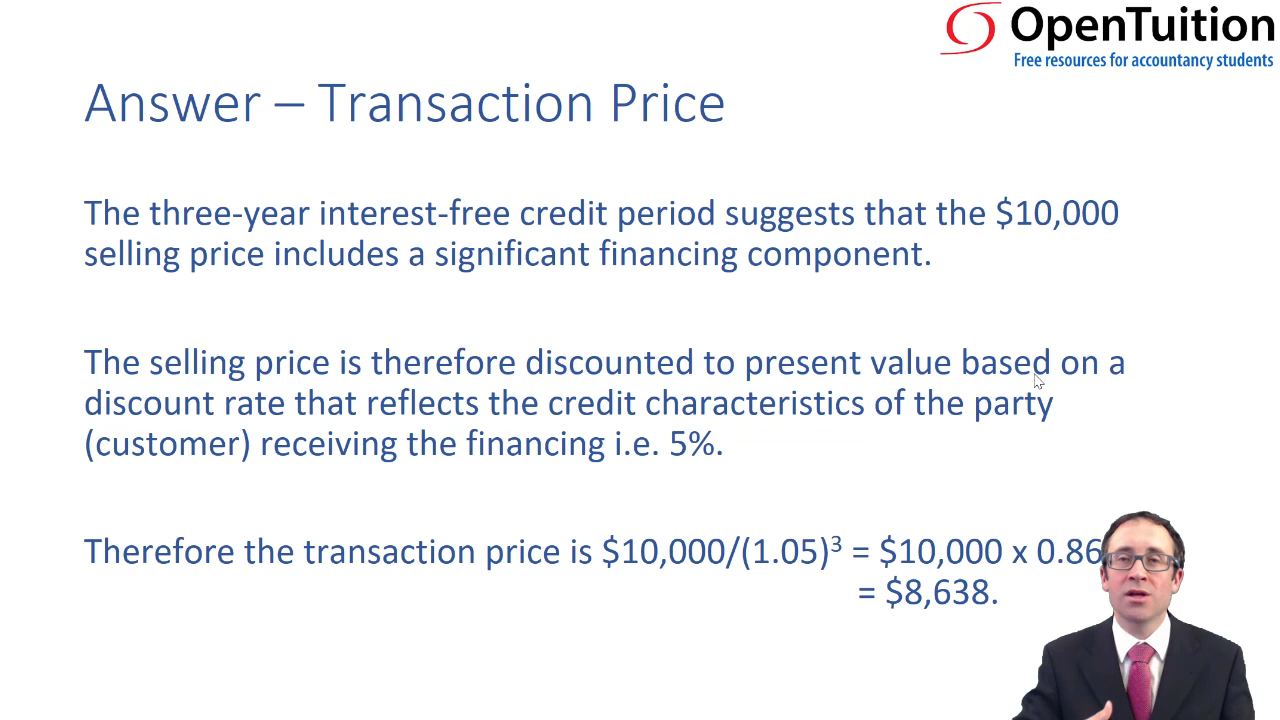 OpenTuition
Free resources for accountancy students
Answer – Transaction Price
The three-year interest-free credit period suggests that the $10,000
selling price includes a significant financing component.
The selling price is therefore discounted to present value based on a
discount rate that reflects the credit characteristics of the party
(customer) receiving the financing i.e. 5%.
Therefore the transaction price is $10,000/(1.05)³ = $10,000 x 0.86
= $8,638.